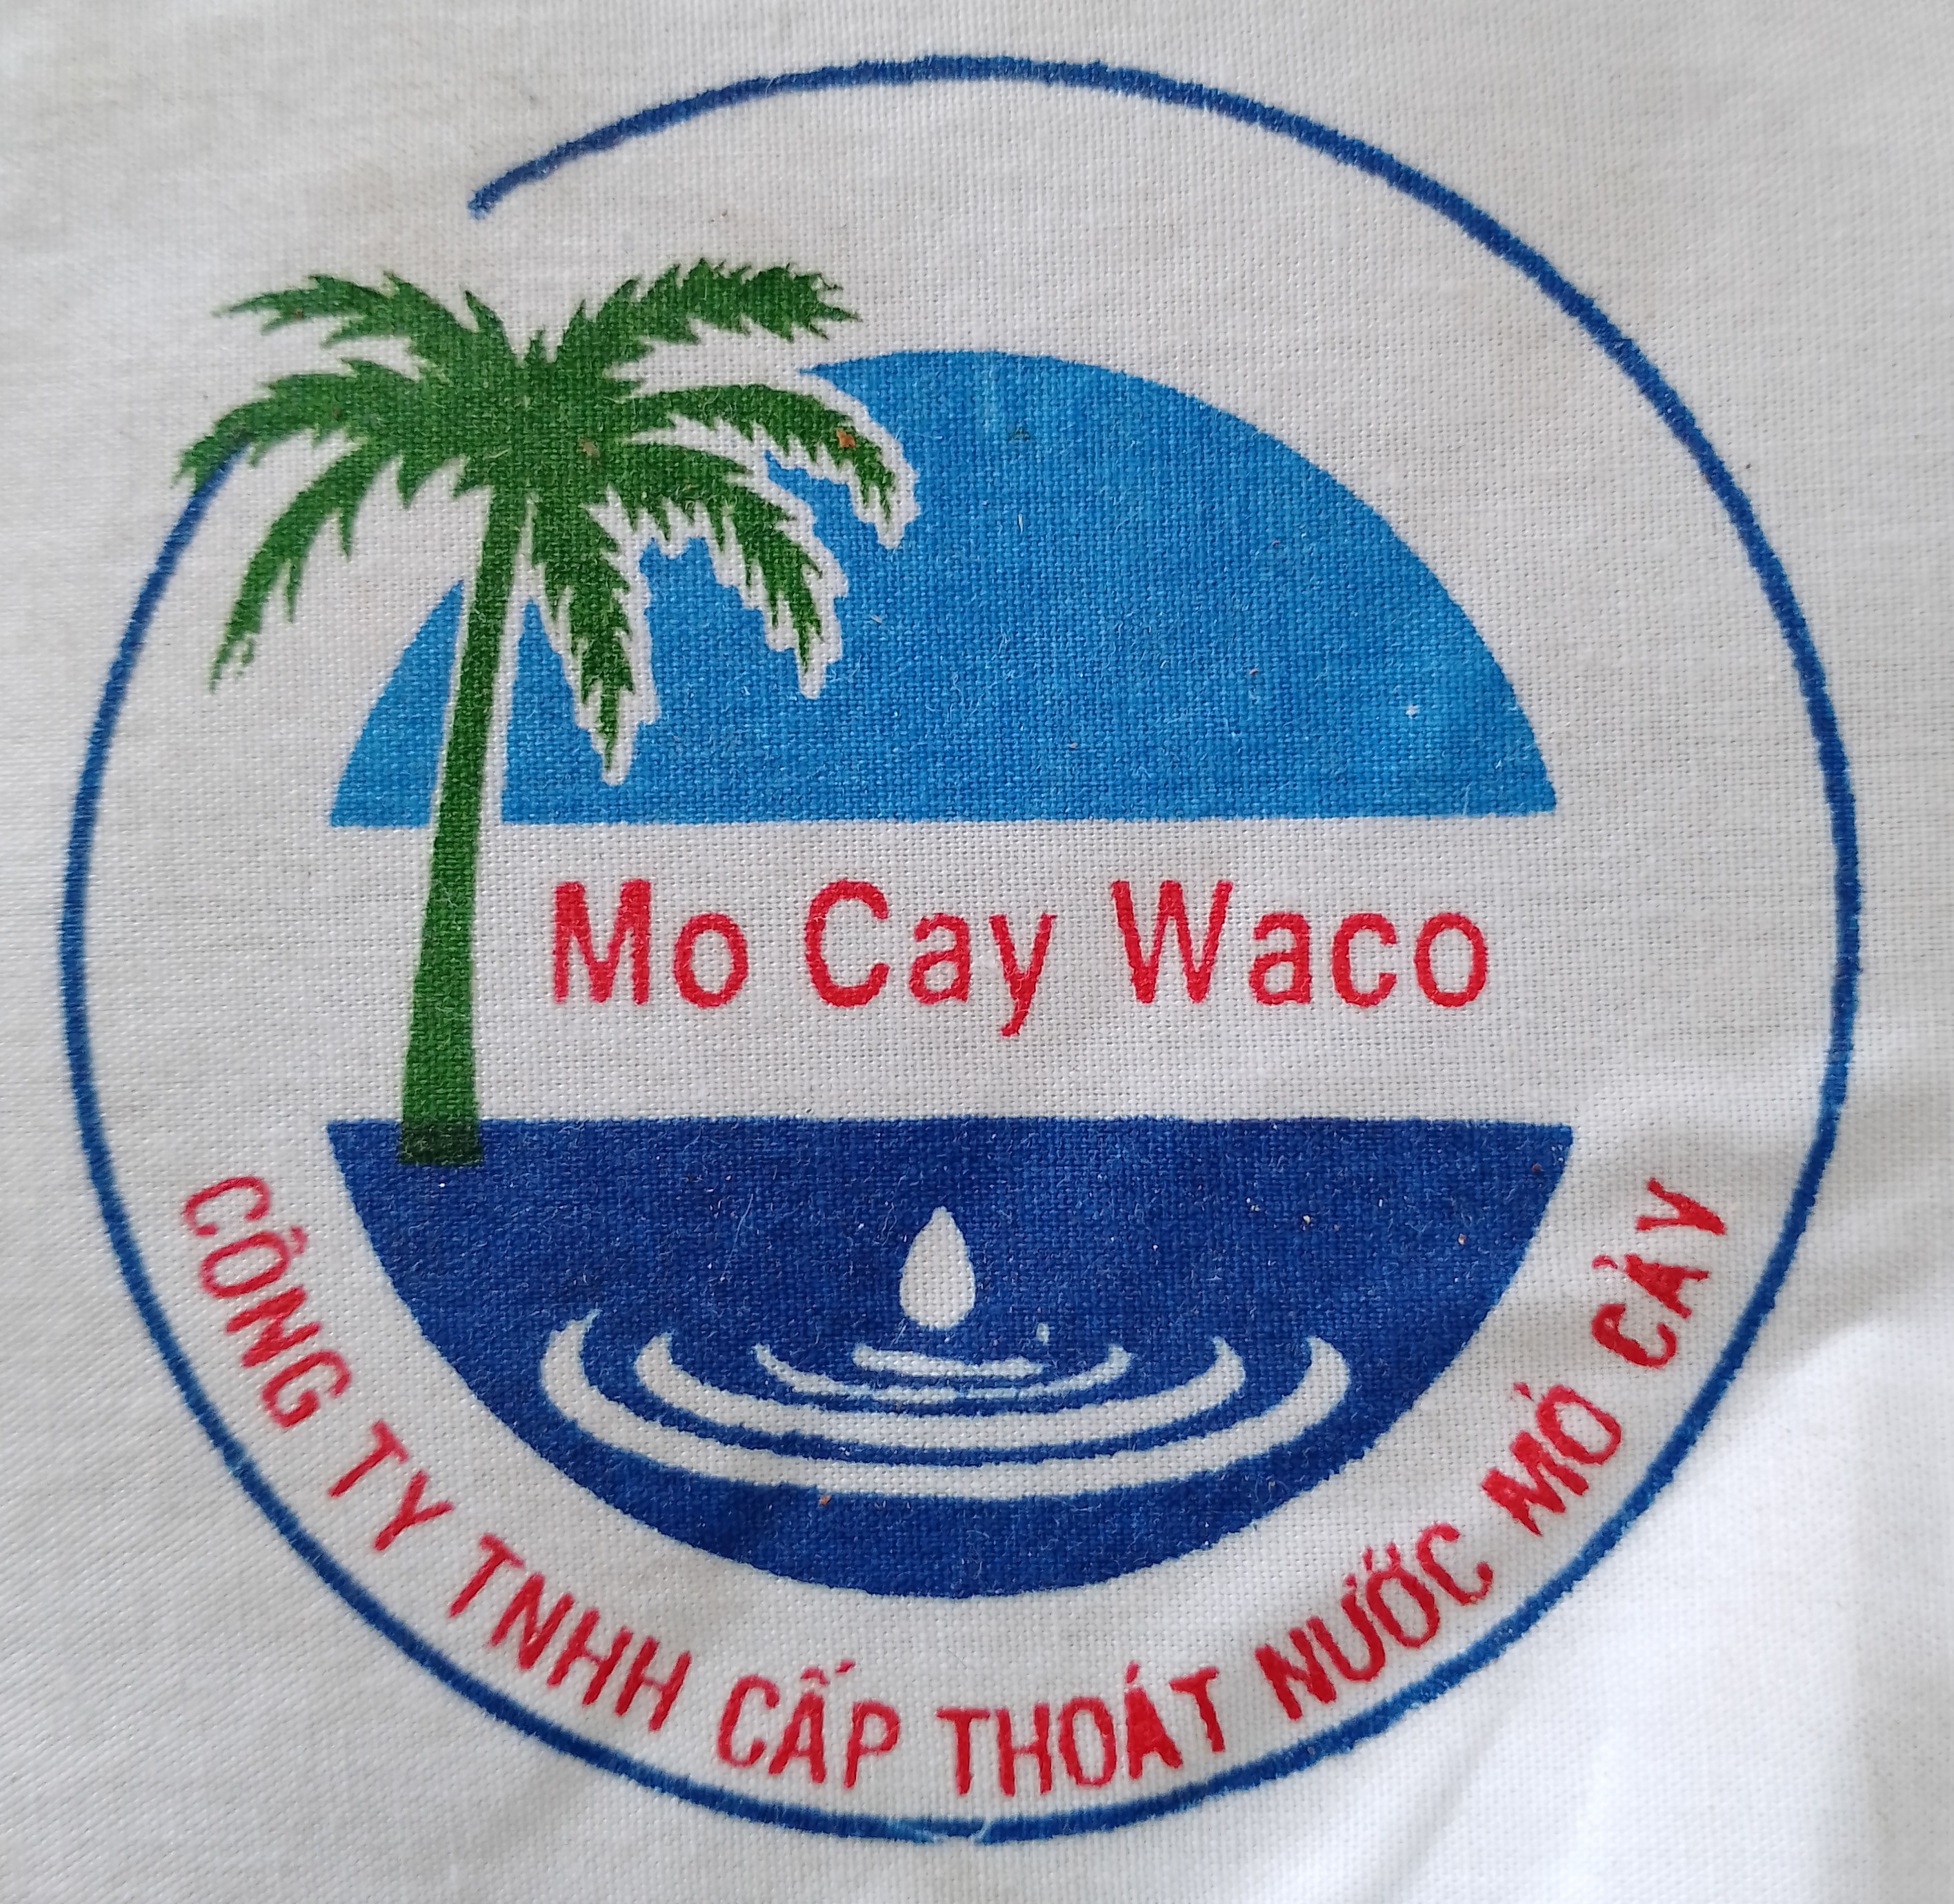 Mo Cay Waco
CÔNG TY TNHH CẤP THOÁT NƯỚC MỎ CÀY